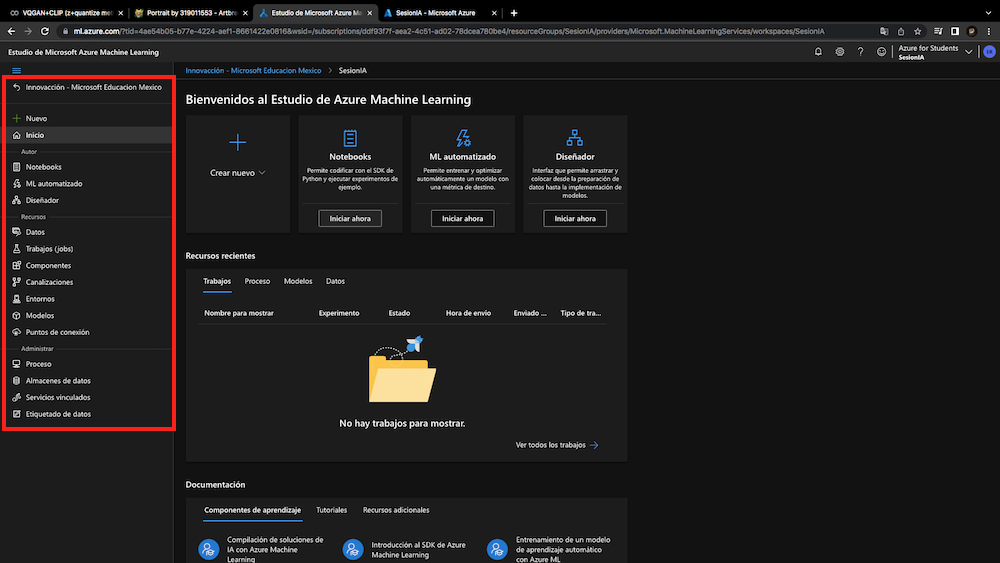 VQGAN+CLIP (z+quantize met
Portrait by 319011553 - Artbre
Estudio de Microsoft Azure Ma
SesionIA - Microsoft Azure
ml.azure.com/?tid=4ae54b05-b77e-4224-aef1-8661422e0816&wsid=/subscriptions/ddf93f7f-aea2-4c51-ad02-78dcea780be4/resourceGroups/SesionIA/providers/Microsoft.MachineLearningServices/workspaces/SesionIA
Estudio de Microsoft Azure Machine Learning
Azure for Students
SesionIA
Innovacción - Microsoft Educacion Mexico
Nuevo
Inicio
Autor
Notebooks
ML automatizado
Diseñador
Recursos
Datos
Trabajos (jobs)
Componentes
Canalizaciones
Entornos
Modelos
Puntos de conexión
Administrar
Proceso
Almacenes de datos
Servicios vinculados
Etiquetado de datos
Innovacción - Microsoft Educacion Mexico > SesionIA
Bienvenidos al Estudio de Azure Machine Learning
Crear nuevo
Notebooks
Permite codificar con el SDK de
Python y ejecutar experimentos de
ejemplo.
Iniciar ahora
ML automatizado
Permite entrenar y optimizar
automáticamente un modelo con
una métrica de destino.
Iniciar ahora
Diseñador
Interfaz que permite arrastrar y
colocar desde la preparación de
datos hasta la implementación de
modelos.
Iniciar ahora
Recursos recientes
Trabajos Proceso Modelos Datos
Nombre para mostrar Experimento Estado Hora de envío Enviado ... Tipo de tra...
No hay trabajos para mostrar.
Ver todos los trabajos
Documentación
Componentes de aprendizaje Tutoriales Recursos adicionales
Compilación de soluciones de
IA con Azure Machine
Learning
Introducción al SDK de Azure
Machine Learning
Entrenamiento de un modelo
de aprendizaje automático
con Azure ML